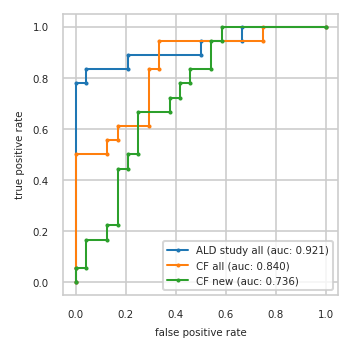 1.0
0.8
0.6
0.4
0.2
0.0
true positive rate
ALD study all (auc: 0.921)
CF all (auc: 0.840)
CF new (auc: 0.736)
0.0 0.2 0.4 0.6 0.8 1.0
false positive rate